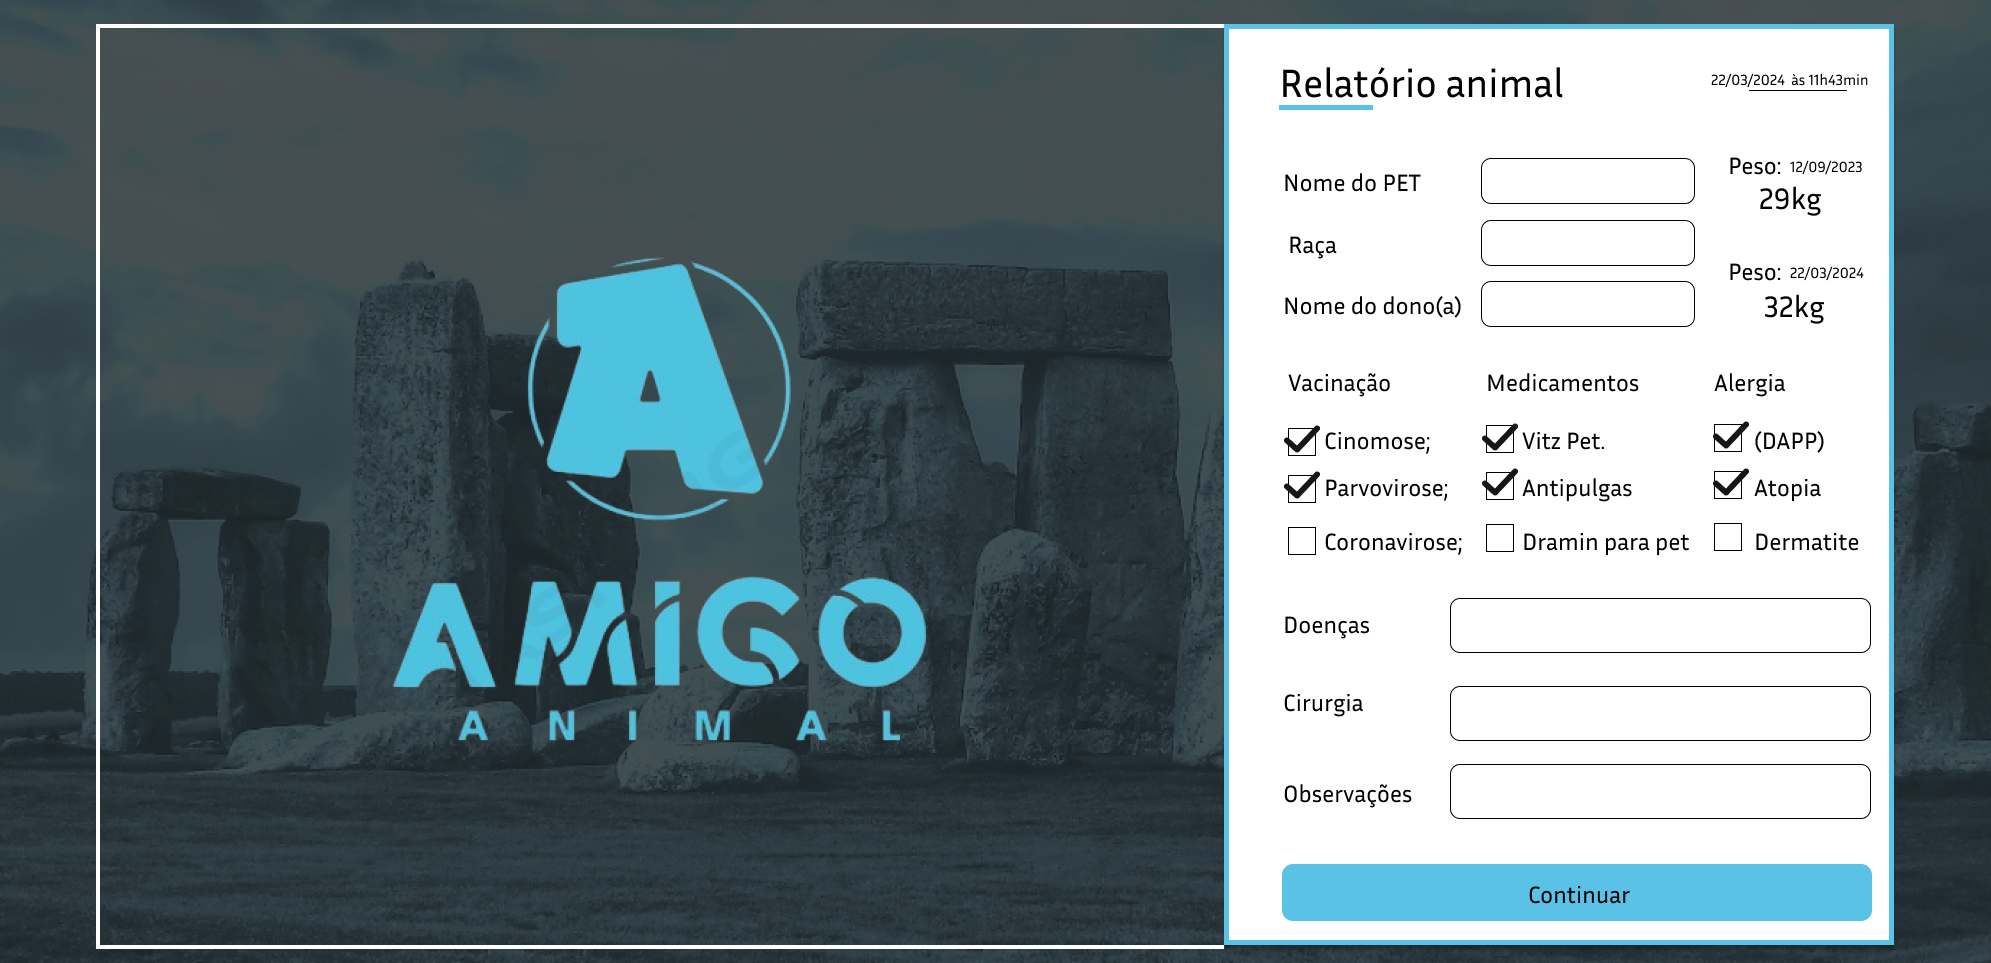 A
AMIGO
ANIMAL
Relatório animal
22/03/2024 às 11h43min
Nome do PET
Peso: 12/09/2023
29kg
Raça
Peso: 22/03/2024
Nome do dono(a)
32kg
Vacinação Medicamentos Alergia
Cinomose; Vitz Pet. (DAPP)
Parvovirose; Antipulgas Atopia
Coronavirose; Dramin para pet Dermatite
Doenças
Cirurgia
Observações
Continuar